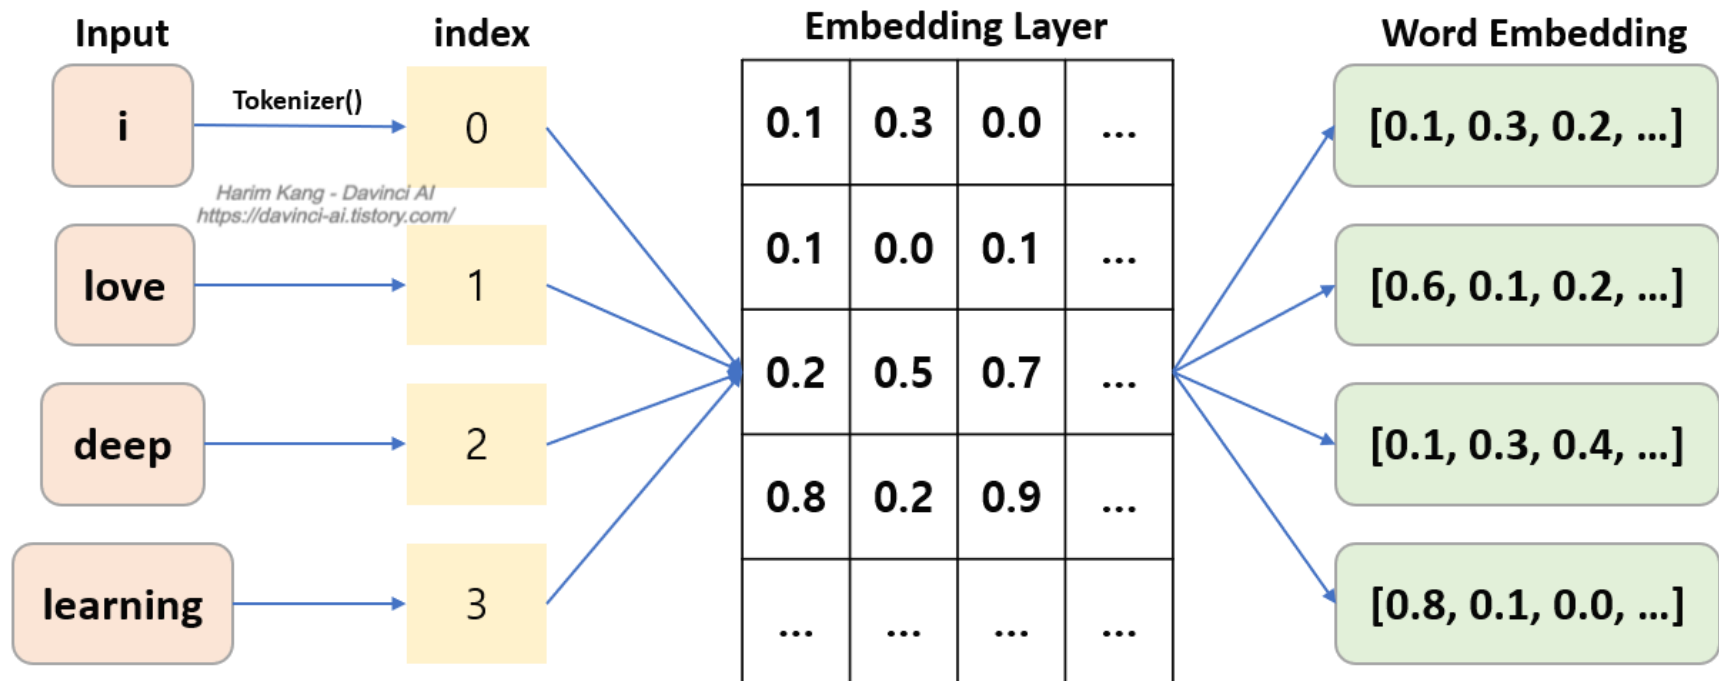 Input
index
Embedding Layer
Word Embedding
i
Tokenizer()
0
0.1 0.3 0.0 ...
[0.1, 0.3, 0.2, ...]
Harim Kang - Davinci AI
https://davinci-ai.tistory.com/
love
1
0.1 0.0 0.1 ...
[0.6, 0.1, 0.2, ...]
deep
2
0.2 0.5 0.7 ...
[0.1, 0.3, 0.4, ...]
learning
3
0.8 0.2 0.9 ...
[0.8, 0.1, 0.0, ...]
... ... ... ...